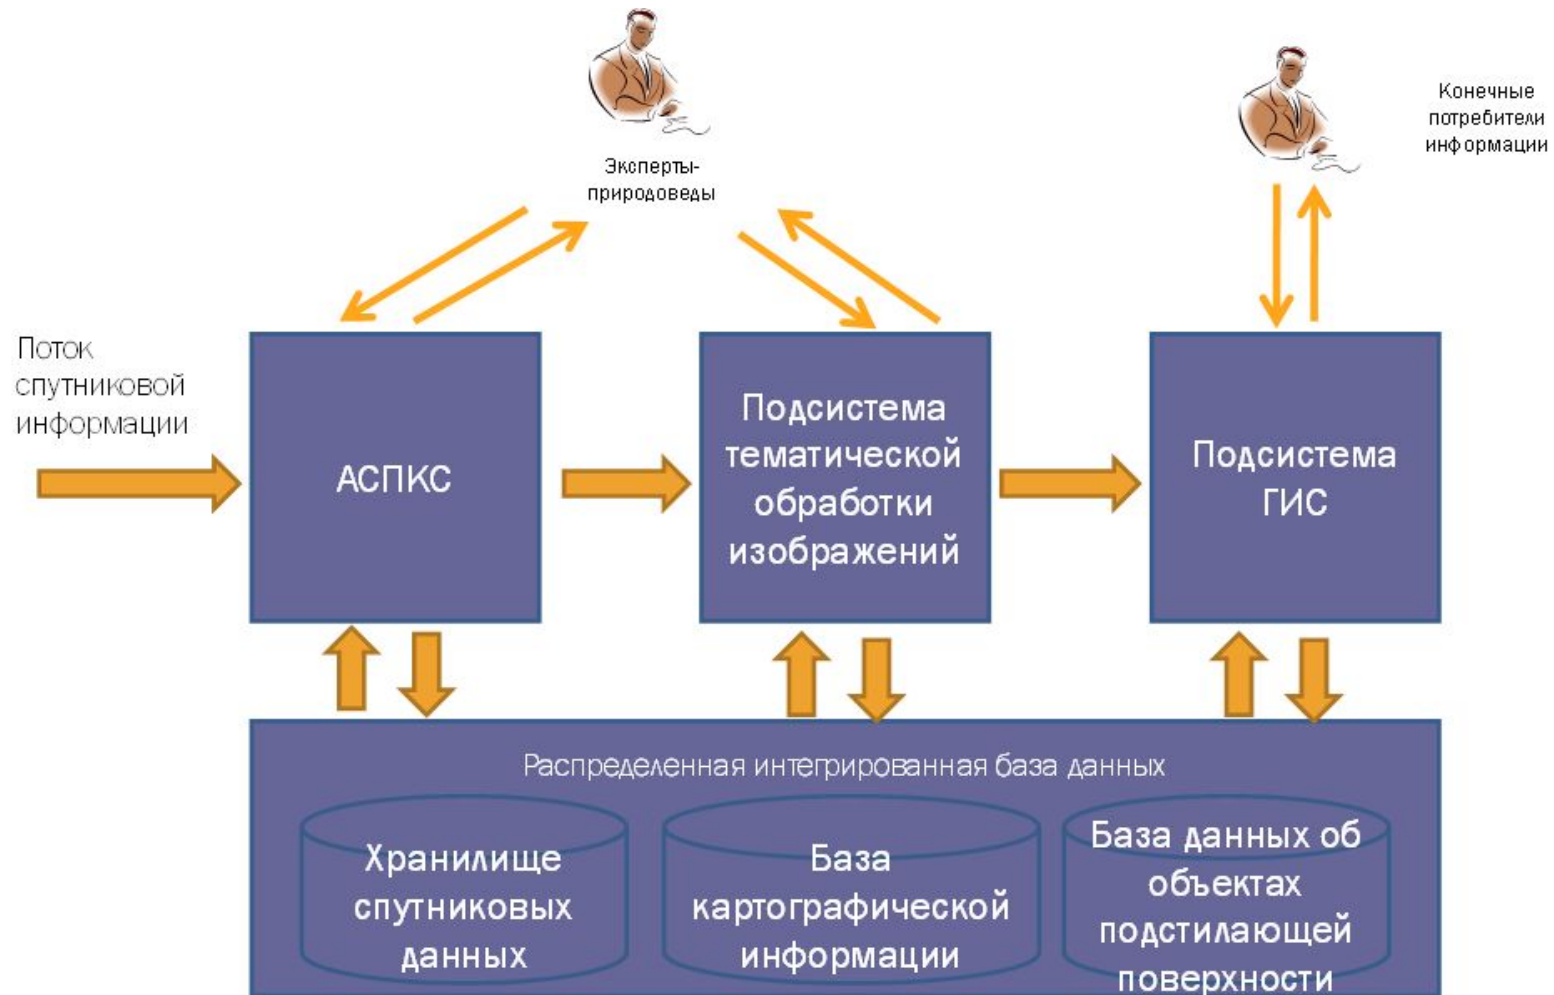 Конечные
потребители
информации
Эксперты-
природоведы
Поток
спутниковой
информации
АСПКС
Подсистема
тематической
обработки
изображений
Подсистема
ГИС
Распределенная интегрированная база данных
Хранилище
спутниковых
данных
База
картографической
информации
База данных об
объектах
подстилающей
поверхности